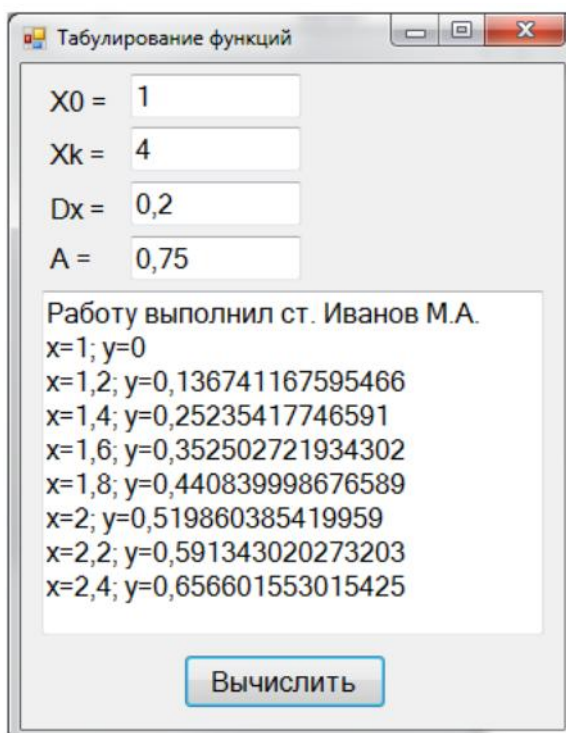 Табулирование функций
X0 = 1
Xk = 4
Dx = 0,2
A = 0,75
Работу выполнил ст. Иванов М.А.
x=1; y=0
x=1,2; y=0,136741167595466
x=1,4; y=0,25235417746591
x=1,6; y=0,352502721934302
x=1,8; y=0,440839998676589
x=2; y=0,519860385419959
x=2,2; y=0,591343020273203
x=2,4; y=0,656601553015425
Вычислить